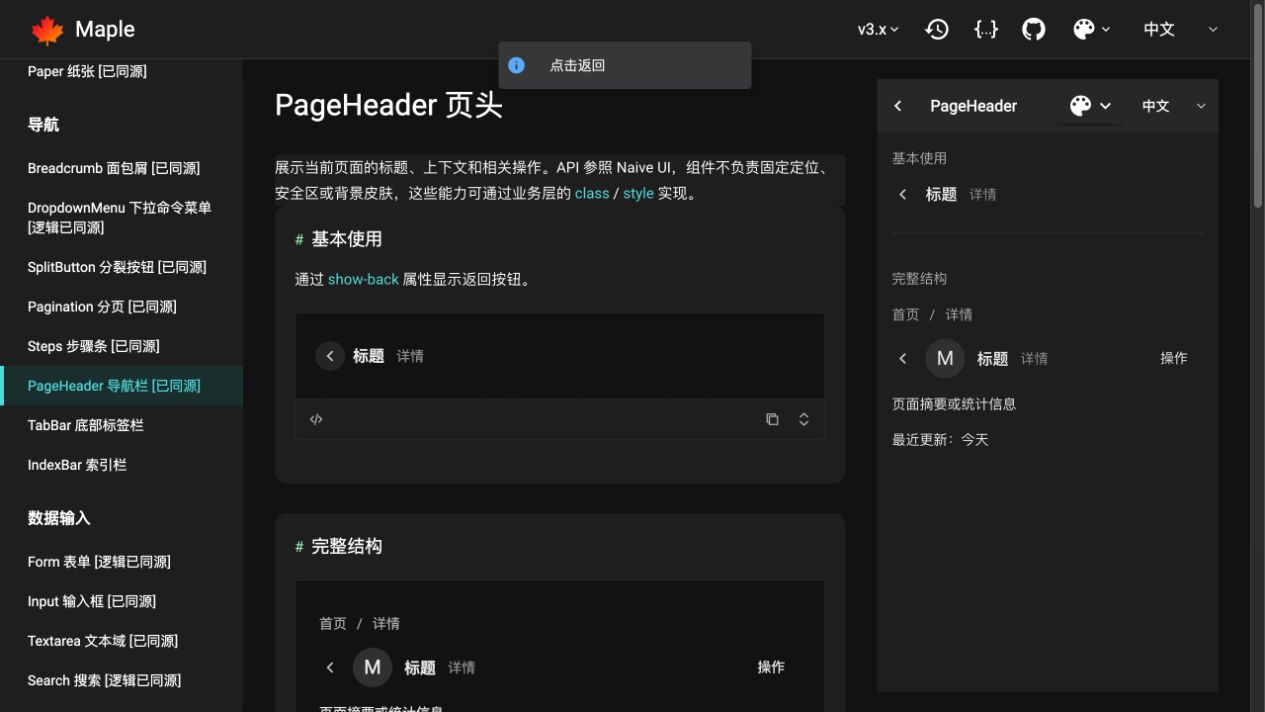 Maple
v3.x
中文
点击返回
Paper 纸张 [已同源]
导航
Breadcrumb 面包屑 [已同源]
DropdownMenu 下拉命令菜单
[逻辑已同源]
SplitButton 分裂按钮 [已同源]
Pagination 分页 [已同源]
Steps 步骤条 [已同源]
PageHeader 导航栏 [已同源]
TabBar 底部标签栏
IndexBar 索引栏
数据输入
Form 表单 [逻辑已同源]
Input 输入框 [已同源]
Textarea 文本域 [已同源]
Search 搜索 [逻辑已同源]
PageHeader 页头
展示当前页面的标题、上下文和相关操作。API 参照 Naive UI，组件不负责固定定位、
安全区或背景皮肤，这些能力可通过业务层的 class / style 实现。
# 基本使用
通过 show-back 属性显示返回按钮。
标题 详情
# 完整结构
首页 / 详情
M 标题 详情 操作
页面摘要或统计信息
PageHeader
中文
基本使用
标题 详情
完整结构
首页 / 详情
M 标题 详情 操作
页面摘要或统计信息
最近更新：今天